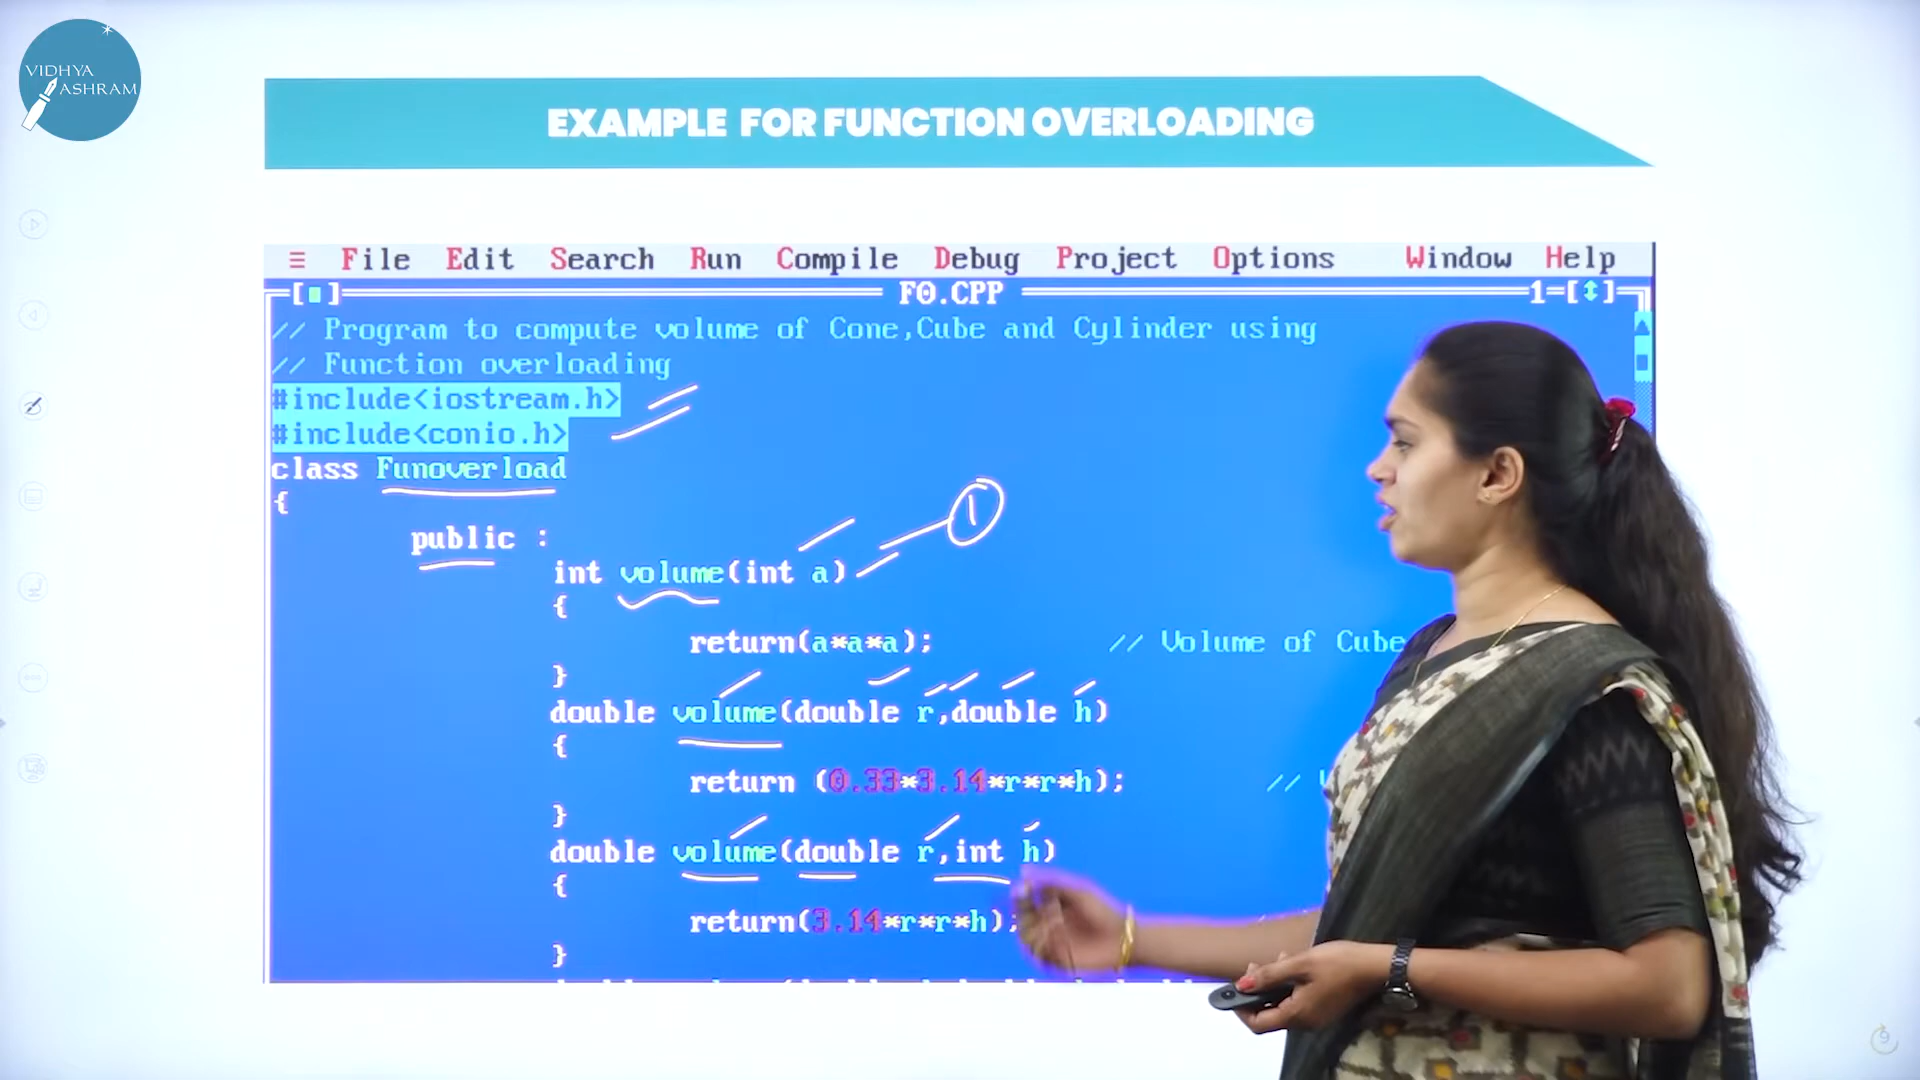 VIDHYA
ASHRAM
EXAMPLE FOR FUNCTION OVERLOADING
≡ File Edit Search Run Compile Debug Project Options Window Help
[■] F0.CPP 1=[↕]
// Program to compute volume of Cone,Cube and Cylinder using
// Function overloading
#include<iostream.h>
#include<conio.h>
class Funoverload
{
public :
1
int volume(int a)
{
return(a*a*a); // Volume of Cube
}
double volume(double r,double h)
{
return (0.33*3.14*r*r*h); //
}
double volume(double r,int h)
{
return(3.14*r*r*h);
}
9